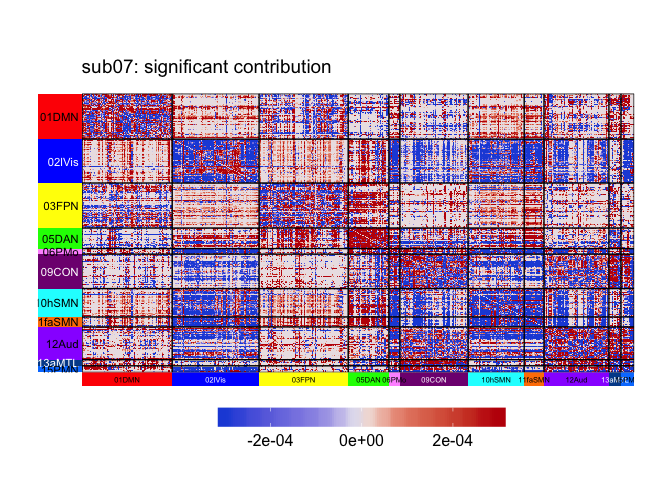 sub07: significant contribution
01DMN
02lVis
03FPN
05DAN
09CON
10hSMN
1faSMN
12Aud
13aMTL
15PMN
01DMN
02lVis
03FPN
05DAN
09CON
10hSMN
11faSMN
12Aud
-2e-04
0e+00
2e-04